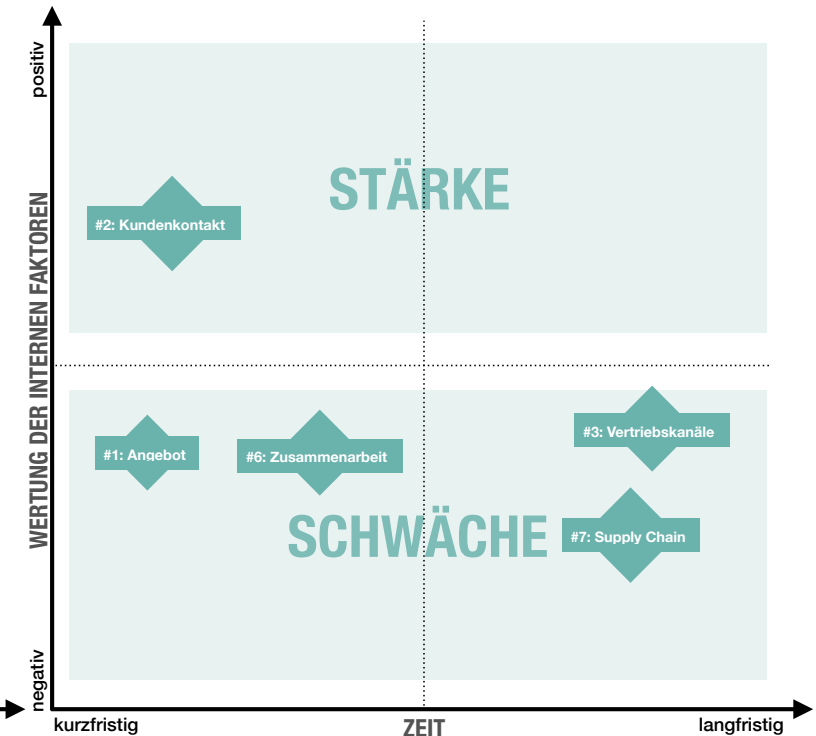 positiv
STÄRKE
#2: Kundenkontakt
WERTUNG DER INTERNEN FAKTOREN
#3: Vertriebskanäle
#1: Angebot
#6: Zusammenarbeit
SCHWÄCHE
#7: Supply Chain
negativ
kurzfristig
ZEIT
langfristig